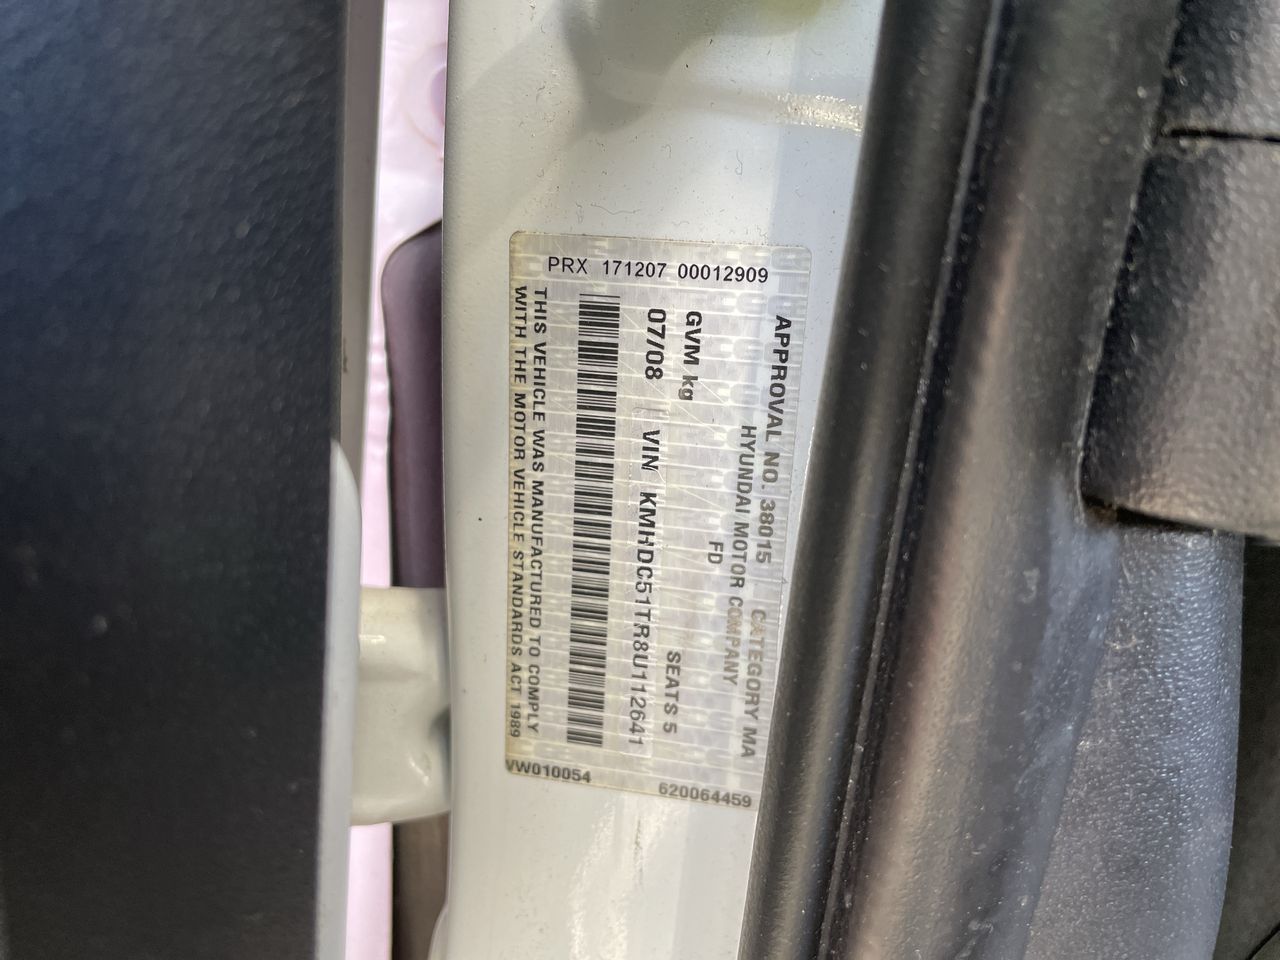 PRX 171207 00012909
APPROVAL NO. 38015 CATEGORY MA
HYUNDAI MOTOR COMPANY
FD
GVM kg SEATS 5
07/08 VIN KMHDC51TR8U112641
THIS VEHICLE WAS MANUFACTURED TO COMPLY
WITH THE MOTOR VEHICLE STANDARDS ACT 1989
VW010054
620064459